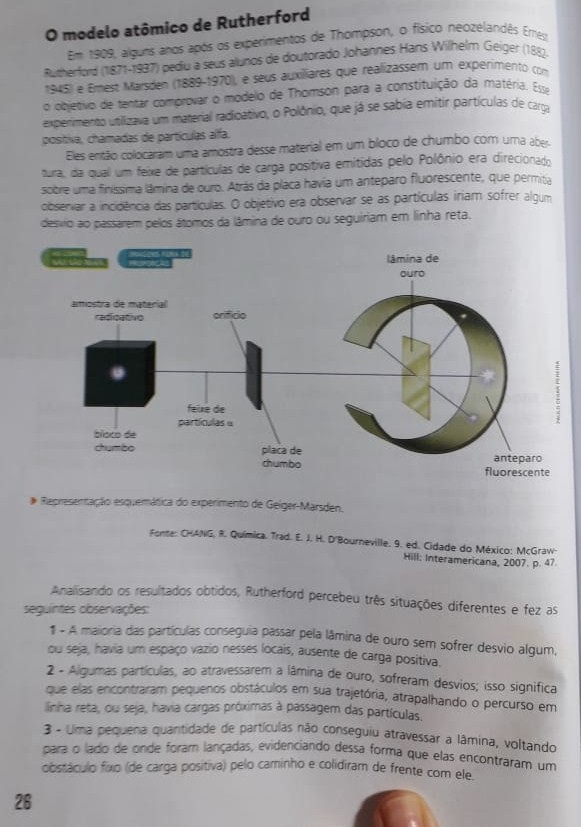 O modelo atômico de Rutherford
Em 1909, alguns anos após os experimentos de Thompson, o físico neozelandês Ernest
Rutherford (1871-1937) pediu a seus alunos de doutorado Johannes Hans Wilhelm Geiger (1882-
1945) e Ernest Marsden (1889-1970), e seus auxiliares que realizassem um experimento com
o objetivo de tentar comprovar o modelo de Thomson para a constituição da matéria. Esse
experimento utilizava um material radioativo, o Polônio, que já se sabia emitir partículas de carga
positiva, chamadas de partículas alfa.
Eles então colocaram uma amostra desse material em um bloco de chumbo com uma aber-
tura, da qual um feixe de partículas de carga positiva emitidas pelo Polônio era direcionado
sobre uma finíssima lâmina de ouro. Atrás da placa havia um anteparo fluorescente, que permitia
observar a incidência das partículas. O objetivo era observar se as partículas iriam sofrer algum
desvio ao passarem pelos átomos da lâmina de ouro ou seguiriam em linha reta.
AS CORES
NÃO SÃO REAIS
IMAGENS FORA DE
PROPORÇÃO
lâmina de
ouro
amostra de material
radioativo
orifício
feixe de
partículas α
bloco de
chumbo
placa de
chumbo
anteparo
fluorescente
PAULO CESAR PEREIRA
Representação esquemática do experimento de Geiger-Marsden.
Fonte: CHANG, R. Química. Trad. E. J. H. D'Bourneville. 9. ed. Cidade do México: McGraw-
Hill: Interamericana, 2007. p. 47.
Analisando os resultados obtidos, Rutherford percebeu três situações diferentes e fez as
seguintes observações:
1 - A maioria das partículas conseguia passar pela lâmina de ouro sem sofrer desvio algum,
ou seja, havia um espaço vazio nesses locais, ausente de carga positiva.
2 - Algumas partículas, ao atravessarem a lâmina de ouro, sofreram desvios; isso significa
que elas encontraram pequenos obstáculos em sua trajetória, atrapalhando o percurso em
linha reta, ou seja, havia cargas próximas à passagem das partículas.
3 - Uma pequena quantidade de partículas não conseguiu atravessar a lâmina, voltando
para o lado de onde foram lançadas, evidenciando dessa forma que elas encontraram um
obstáculo fixo (de carga positiva) pelo caminho e colidiram de frente com ele.
26